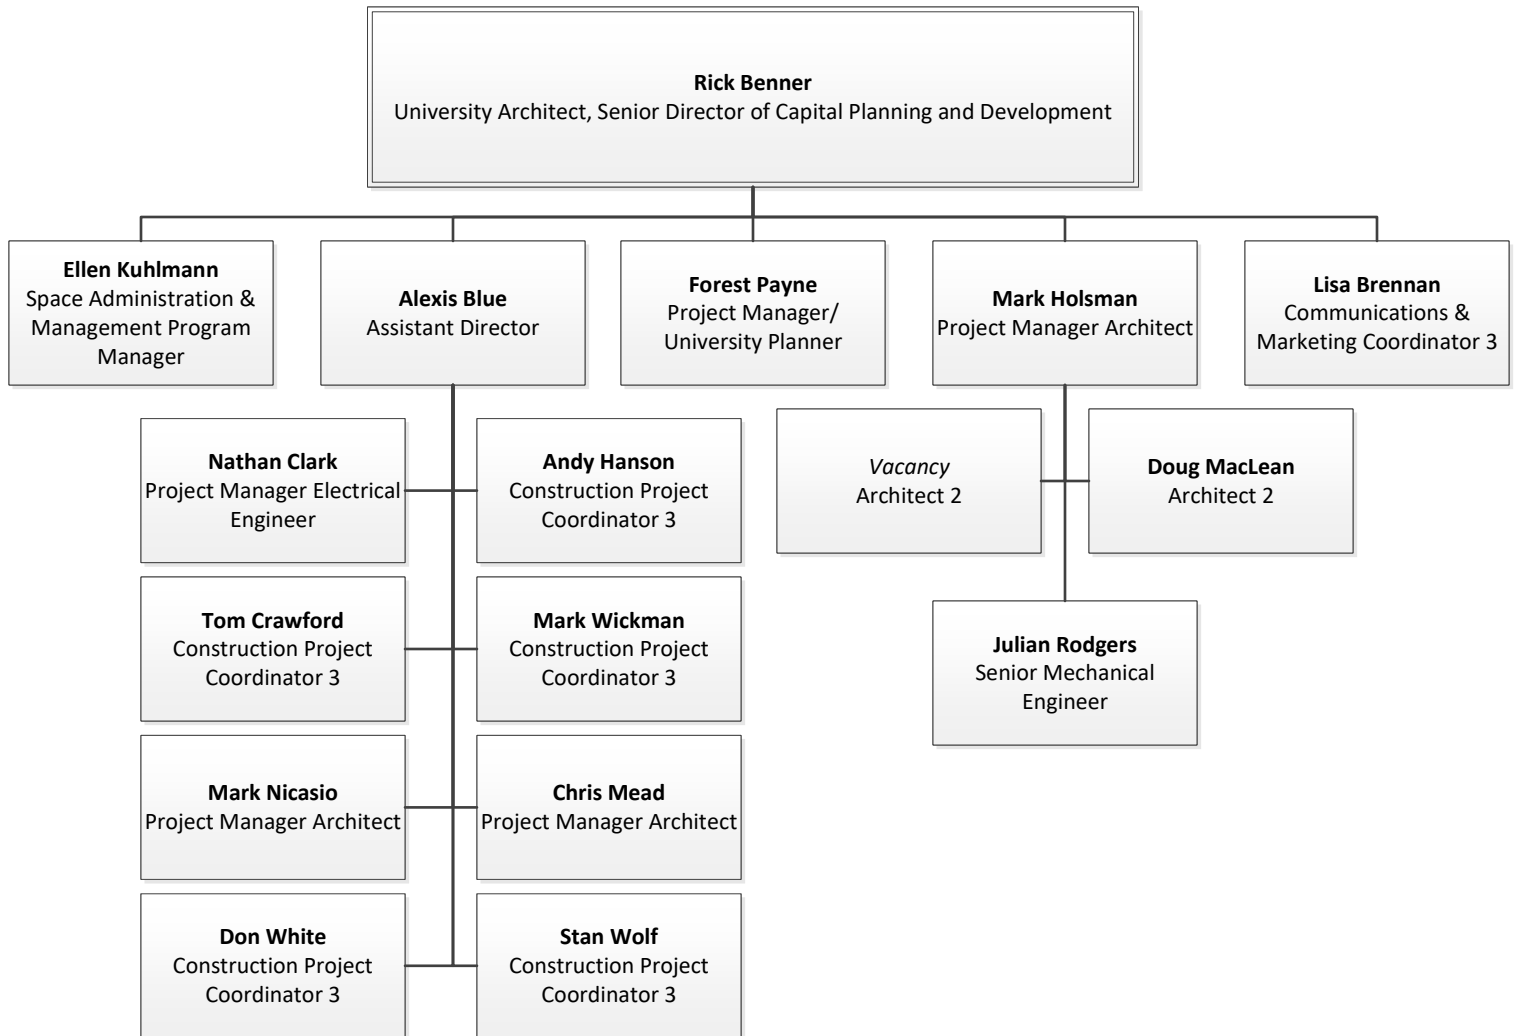 Rick Benner
University Architect, Senior Director of Capital Planning and Development
Ellen Kuhlmann
Space Administration &
Management Program
Manager
Alexis Blue
Assistant Director
Forest Payne
Project Manager/
University Planner
Mark Holsman
Project Manager Architect
Lisa Brennan
Communications &
Marketing Coordinator 3
Nathan Clark
Project Manager Electrical
Engineer
Andy Hanson
Construction Project
Coordinator 3
Vacancy
Architect 2
Doug MacLean
Architect 2
Tom Crawford
Construction Project
Coordinator 3
Mark Wickman
Construction Project
Coordinator 3
Julian Rodgers
Senior Mechanical
Engineer
Mark Nicasio
Project Manager Architect
Chris Mead
Project Manager Architect
Don White
Construction Project
Coordinator 3
Stan Wolf
Construction Project
Coordinator 3